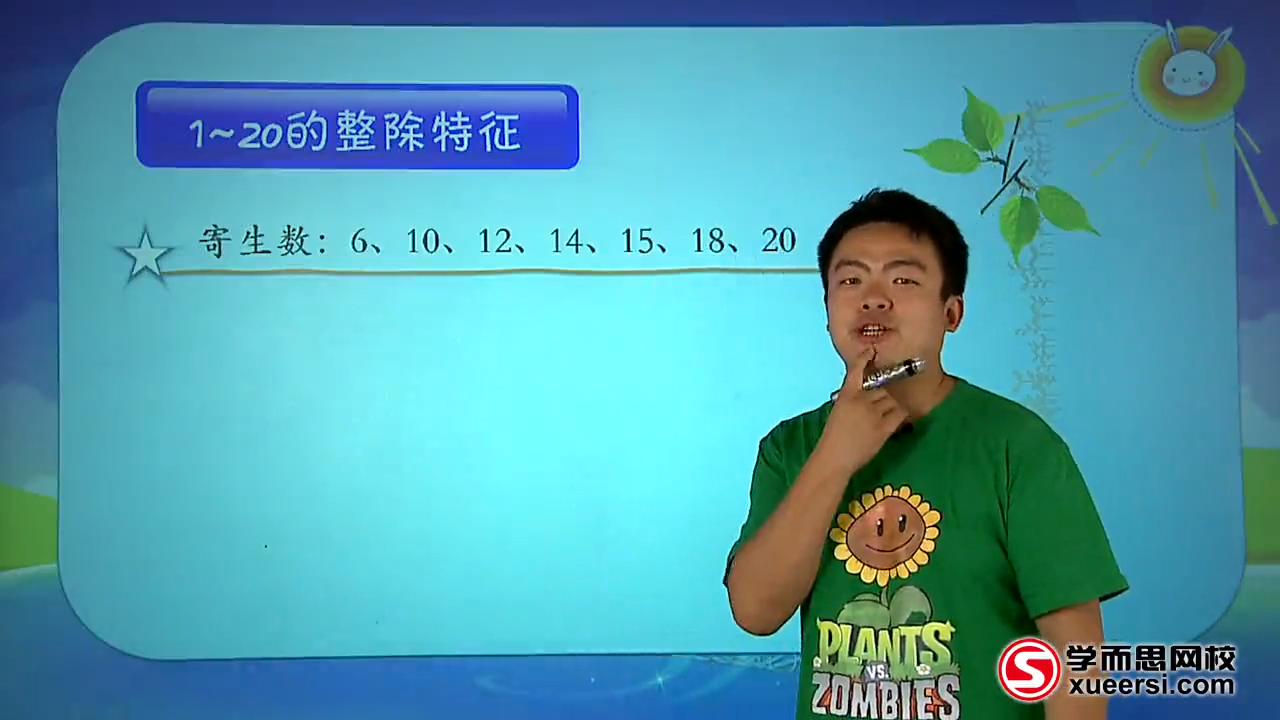 1~20的整除特征
寄生数：6、10、12、14、15、18、20
PLANTS
VS.
ZOMBIES
学而思网校
xueersi.com